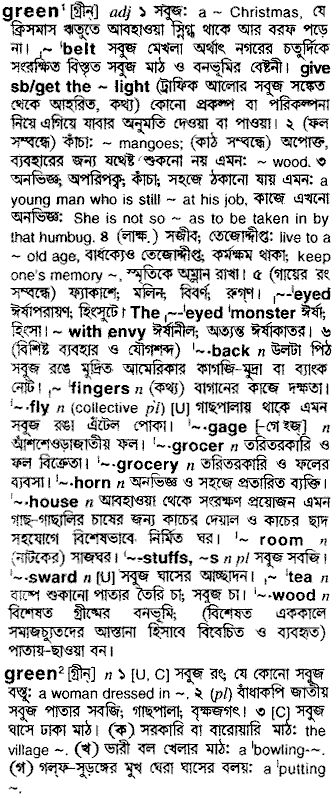 green¹ [গ্রীন্] adj ১ সবুজ: a ~ Christmas, যে
ক্রিসমাস ঋতুতে আবহাওয়া স্নিগ্ধ থাকে আর বরফ পড়ে
না। ˌ~ ˈbelt সবুজ মেখলা অর্থাৎ নগরের চতুর্দিকে
সংরক্ষিত বিস্তৃত সবুজ মাঠ ও বনভূমির বেষ্টনী। give
sb/get the ~ light (ট্রাফিক আলোর সবুজ সঙ্কেত
থেকে আহরিত, কথ্য) কোনো প্রকল্প বা পরিকল্পনা
নিয়ে এগিয়ে যাবার অনুমতি দেওয়া বা পাওয়া। ২ (ফল
সম্বন্ধে) কাঁচা: ~ mangoes; (কাঠ সম্বন্ধে) অপোক্ত,
ব্যবহারের জন্য যথেষ্ট শুকনো নয় এমন: ~ wood. ৩
অনভিজ্ঞ; অপরিপক্ব; কাঁচা; সহজে ঠকানো যায় এমন: a
young man who is still ~ at his job, কাজে এখনো
অনভিজ্ঞ: She is not so ~ as to be taken in by
that humbug. ৪ (লাক্ষ.) সজীব; তেজোদ্দীপ্ত: live to a
~ old age, বার্ধক্যেও তেজোদ্দীপ্ত, কর্মক্ষম থাকা; keep
one's memory ~, স্মৃতিকে অম্লান রাখা। ৫ (গায়ের রং
সম্বন্ধে) ফ্যাকাশে; মলিন; বিবর্ণ; রুগ্‌ণ। ˌ~-ˈeyed
ঈর্ষাপরায়ণ; হিংসুটে। The ˌ~-eyed ˈmonster ঈর্ষা;
হিংসা। ~ with envy ঈর্ষানীল; অত্যন্ত ঈর্ষাকাতর। ৬
(বিশিষ্ট ব্যবহার ও যৌগশব্দ) ˈ~-back n উলটা পিঠ
সবুজ রঙে মুদ্রিত আমেরিকার কাগজি-মুদ্রা বা ব্যাংক
নোট। ˌ~ ˈfingers n (কথ্য) বাগানের কাজে দক্ষতা।
ˈ~-fly n (collective pl) [U] গাছপালায় থাকে এমন
সবুজ রঙা এঁটেল পোকা। ˈ~-gage [–গেইজ্] n
আঁশশেওড়াজাতীয় ফল। ˈ~-grocer n তরিতরকারি ও
ফল বিক্রেতা। ˈ~-grocery n তরিতরকারি ও ফলের
ব্যবসা। ˈ~-horn n অনভিজ্ঞ ও সহজে প্রতারিত ব্যক্তি।
ˈ~-house n আবহাওয়া থেকে সংরক্ষণ প্রয়োজন এমন
গাছ-গাছালির চাষের জন্য কাচের দেয়াল ও কাচের ছাদ
সহযোগে বিশেষভাবে নির্মিত ঘর। ˈ~ room n
(নাটকের) সাজঘর। ˈ~-stuffs, ~s n pl সবুজ সবজি।
ˈ~-sward n [U] সবুজ ঘাসের আচ্ছাদন। ˌ~ ˈtea n
বাষ্পে শুকানো পাতার তৈরি চা; সবুজ চা। ˈ~-wood n
বিশেষত গ্রীষ্মের বনভূমি; (বিশেষত এককালে
সমাজচ্যুতদের আস্তানা হিসাবে বিবেচিত ও ব্যবহৃত)
পাতায়-ছাওয়া বন।
green² [গ্রীন্] n ১ [U, C] সবুজ রং, যে কোনো সবুজ
বস্তু: a woman dressed in ~. ২ (pl) বাঁধাকপি জাতীয়
সবুজ পাতার সবজি; গাছপালা; বৃক্ষজগৎ। ৩ [C] সবুজ
ঘাসে ঢাকা মাঠ। (ক) সরকারি বা বারোয়ারি মাঠ: the
village ~. (খ) ভারী বল খেলার মাঠ: a ˈbowling-~.
(গ) গল্‌ফ-সুড়ঙ্গের মুখ ঘেরা ঘাসের বলয়: a ˈputting
~.